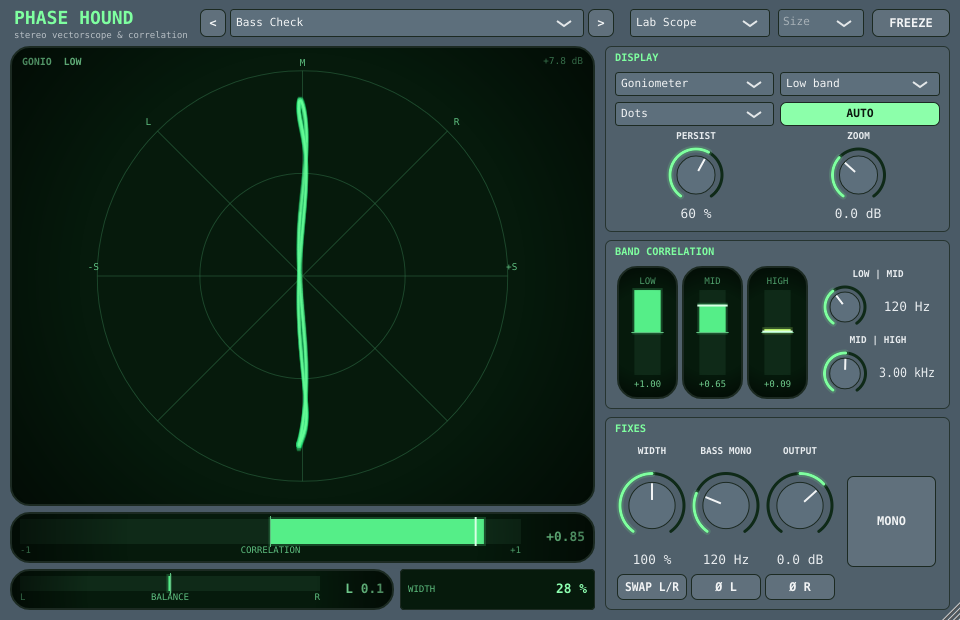 PHASE HOUND
stereo vectorscope & correlation
<
Bass Check
>
Lab Scope
Size
FREEZE
GONIO LOW
+7.8 dB
M
L
R
-S
+S
-1
CORRELATION
+1
+0.85
L
BALANCE
R
L 0.1
WIDTH
28 %
DISPLAY
Goniometer
Low band
Dots
AUTO
PERSIST
ZOOM
60 %
0.0 dB
BAND CORRELATION
LOW
MID
HIGH
+1.00
+0.65
+0.09
LOW | MID
120 Hz
MID | HIGH
3.00 kHz
FIXES
WIDTH
BASS MONO
OUTPUT
100 %
120 Hz
0.0 dB
MONO
SWAP L/R
Ø L
Ø R